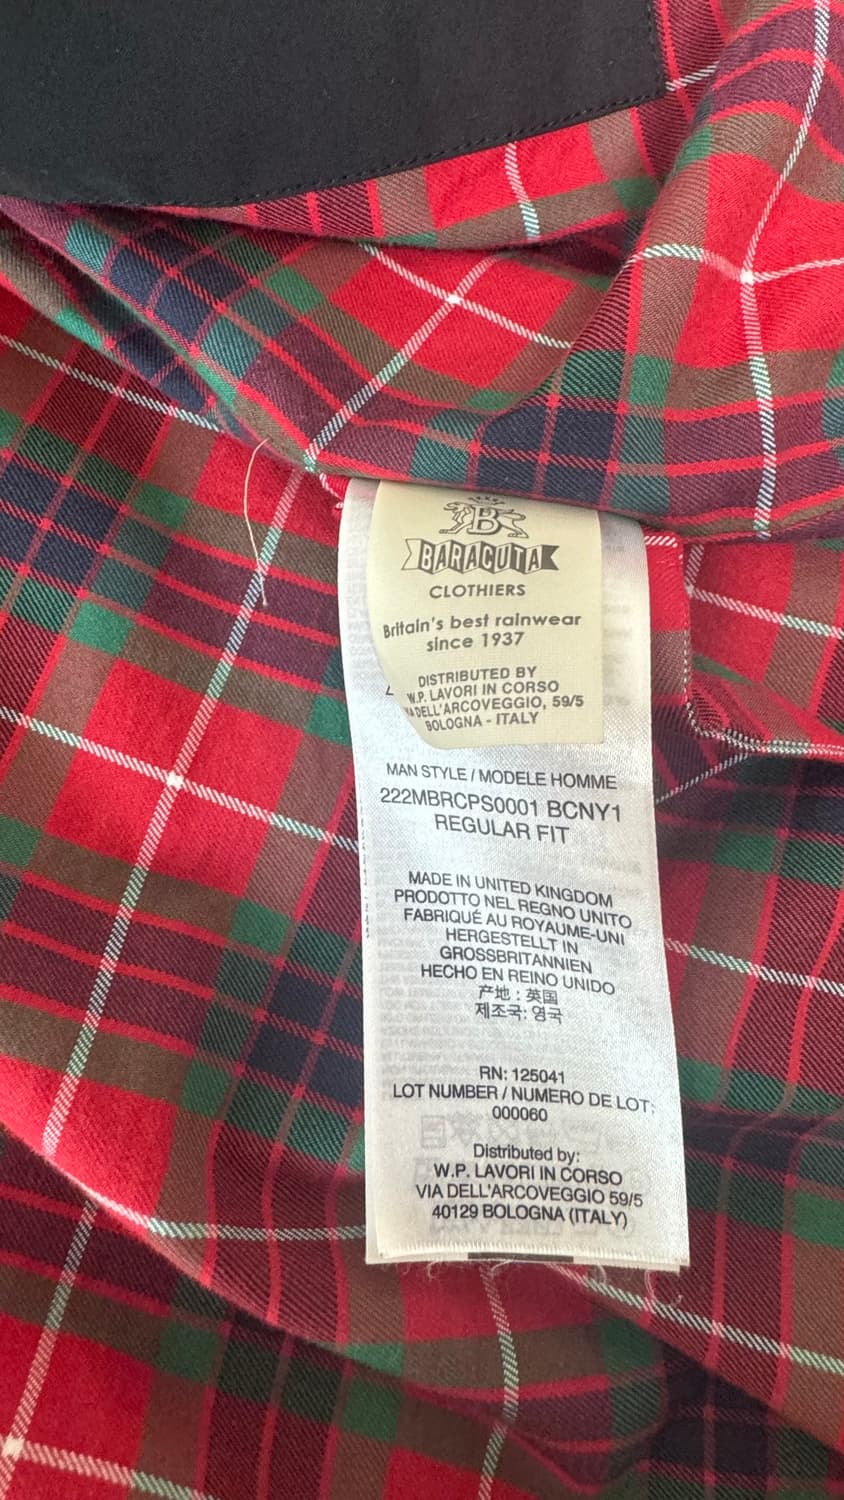 B
BARACUTA
CLOTHIERS
Britain's best rainwear
since 1937
DISTRIBUTED BY
W.P. LAVORI IN CORSO
DELL'ARCOVEGGIO, 59/5
BOLOGNA - ITALY
MAN STYLE / MODELE HOMME
222MBRCPS0001 BCNY1
REGULAR FIT
MADE IN UNITED KINGDOM
PRODOTTO NEL REGNO UNITO
FABRIQUÉ AU ROYAUME-UNI
HERGESTELLT IN
GROSSBRITANNIEN
HECHO EN REINO UNIDO
产地 : 英国
제조국: 영국
RN: 125041
LOT NUMBER / NUMERO DE LOT:
000060
Distributed by:
W.P. LAVORI IN CORSO
VIA DELL'ARCOVEGGIO 59/5
40129 BOLOGNA (ITALY)